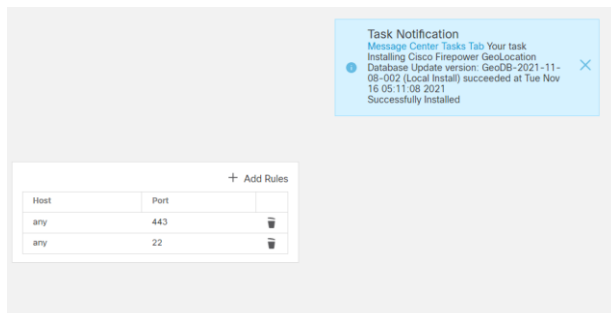 Task Notification
Message Center Tasks Tab Your task
Installing Cisco Firepower GeoLocation
Database Update version: GeoDB-2021-11-
08-002 (Local Install) succeeded at Tue Nov
16 05:11:08 2021
Successfully Installed
+ Add Rules
Host Port
any 443
any 22